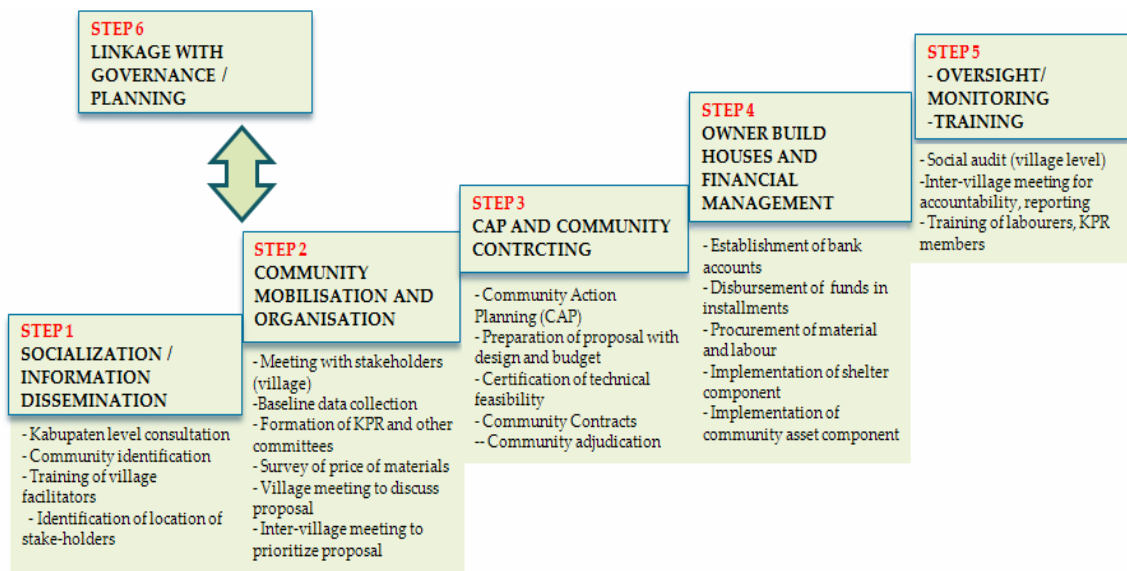 STEP 6
LINKAGE WITH
GOVERNANCE /
PLANNING
STEP 1
SOCIALIZATION /
INFORMATION
DISSEMINATION
- Kabupaten level consultation
- Community identification
- Training of village
facilitators
- Identification of location of
stake-holders
STEP 2
COMMUNITY
MOBILISATION AND
ORGANISATION
- Meeting with stakeholders
(village)
- Baseline data collection
- Formation of KPR and other
committees
- Survey of price of materials
- Village meeting to discuss
proposal
- Inter-village meeting to
prioritize proposal
STEP 3
CAP AND COMMUNITY
CONTRCTING
- Community Action
Planning (CAP)
- Preparation of proposal with
design and budget
- Certification of technical
feasibility
- Community Contracts
-- Community adjudication
STEP 4
OWNER BUILD
HOUSES AND
FINANCIAL
MANAGEMENT
- Establishment of bank
accounts
- Disbursement of funds in
installments
- Procurement of material
and labour
- Implementation of shelter
component
- Implementation of
community asset component
STEP 5
- OVERSIGHT/
MONITORING
-TRAINING
- Social audit (village level)
-Inter-village meeting for
accountability, reporting
- Training of labourers, KPR
members